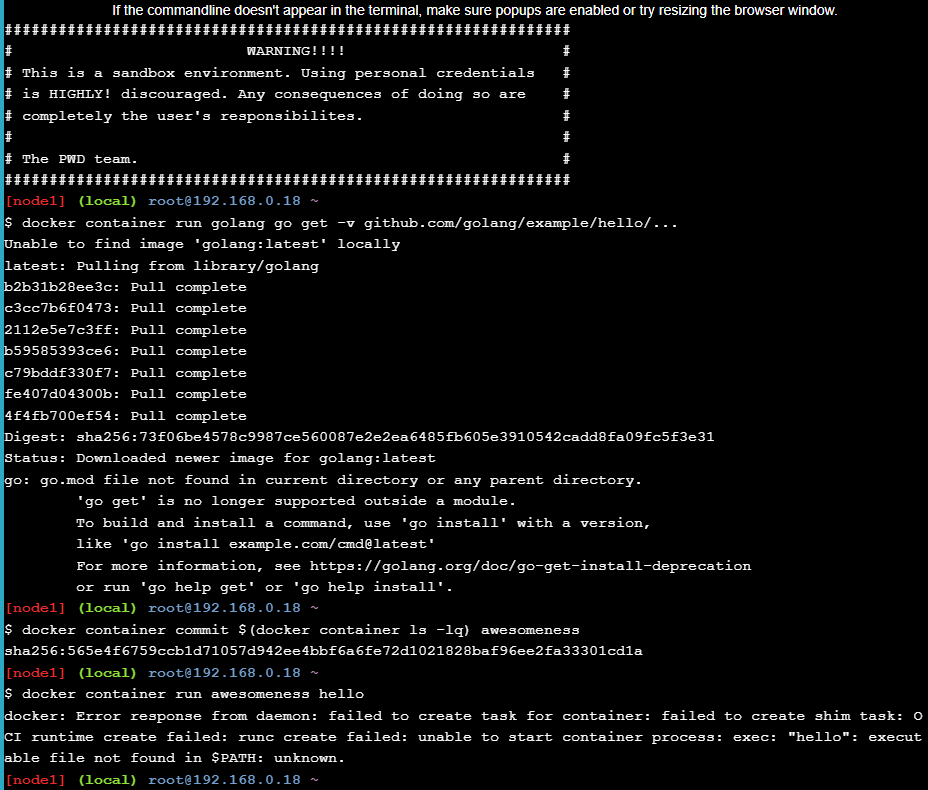 If the commandline doesn't appear in the terminal, make sure popups are enabled or try resizing the browser window.
###############################################################
# WARNING!!!! #
# This is a sandbox environment. Using personal credentials #
# is HIGHLY! discouraged. Any consequences of doing so are #
# completely the user's responsibilites. #
# #
# The PWD team. #
###############################################################
[node1] (local) root@192.168.0.18 ~
$ docker container run golang go get -v github.com/golang/example/hello/...
Unable to find image 'golang:latest' locally
latest: Pulling from library/golang
b2b31b28ee3c: Pull complete
c3cc7b6f0473: Pull complete
2112e5e7c3ff: Pull complete
b59585393ce6: Pull complete
c79bddf330f7: Pull complete
fe407d04300b: Pull complete
4f4fb700ef54: Pull complete
Digest: sha256:73f06be4578c9987ce560087e2e2ea6485fb605e3910542cadd8fa09fc5f3e31
Status: Downloaded newer image for golang:latest
go: go.mod file not found in current directory or any parent directory.
'go get' is no longer supported outside a module.
To build and install a command, use 'go install' with a version,
like 'go install example.com/cmd@latest'
For more information, see https://golang.org/doc/go-get-install-deprecation
or run 'go help get' or 'go help install'.
[node1] (local) root@192.168.0.18 ~
$ docker container commit $(docker container ls -lq) awesomeness
sha256:565e4f6759ccb1d71057d942ee4bbf6a6fe72d1021828baf96ee2fa33301cd1a
[node1] (local) root@192.168.0.18 ~
$ docker container run awesomeness hello
docker: Error response from daemon: failed to create task for container: failed to create shim task: O
CI runtime create failed: runc create failed: unable to start container process: exec: "hello": execut
able file not found in $PATH: unknown.
[node1] (local) root@192.168.0.18 ~